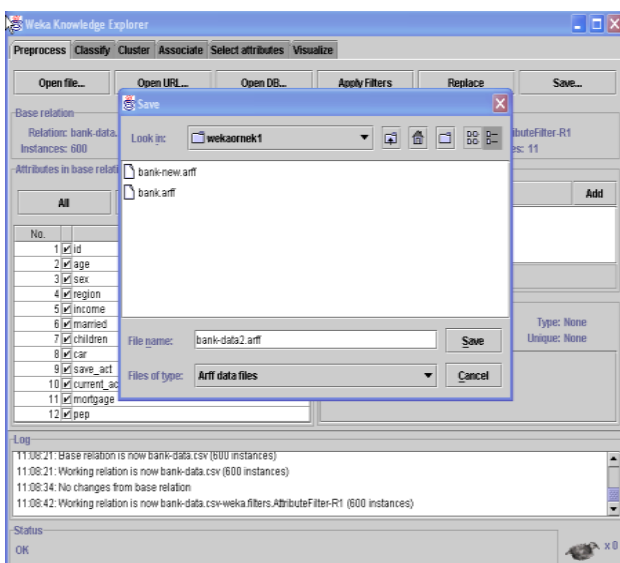 Weka Knowledge Explorer
Preprocess Classify Cluster Associate Select attributes Visualize
Open file... Open URL... Open DB... Apply Filters Replace Save...
Base relation
Relation: bank-data.
Instances: 600
ibuteFilter-R1
es: 11
Attributes in base relati
All
Add
No.
1 id
2 age
3 sex
4 region
5 income
6 married
7 children
8 car
9 save_act
10 current_ac
11 mortgage
12 pep
Type: None
Unique: None
Save
Look in: wekaornek1
bank-new.arff
bank.arff
File name: bank-data2.arff Save
Files of type: Arff data files Cancel
Log
11:08:21: Base relation is now bank-data.csv (600 instances)
11:08:21: Working relation is now bank-data.csv (600 instances)
11:08:34: No changes from base relation
11:08:42: Working relation is now bank-data.csv-weka.filters.AttributeFilter-R1 (600 instances)
Status
OK
x 0